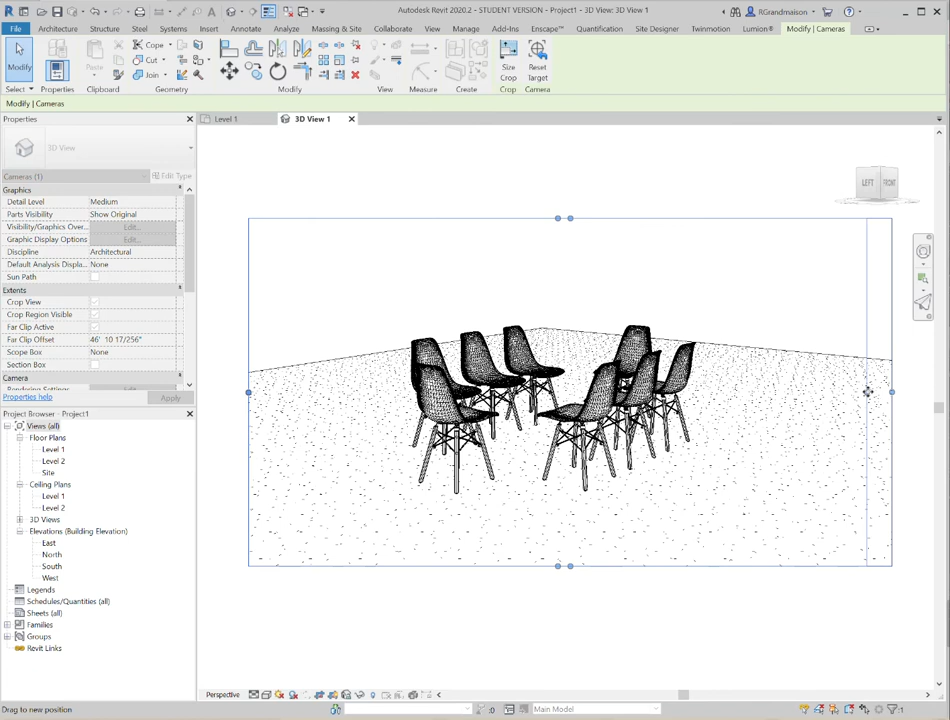 Autodesk Revit 2020.2 - STUDENT VERSION - Project1 - 3D View: 3D View 1
RGrandmaison
File Architecture Structure Steel Systems Insert Annotate Analyze Massing & Site Collaborate View Manage Add-Ins Enscape™ Quantification Site Designer Twinmotion Lumion® Modify | Cameras
Modify
Paste
Cope
Cut
Join
Size Crop
Reset Target
Select Properties Clipboard Geometry Modify View Measure Create Crop Camera
Modify | Cameras
Properties
Level 1
3D View 1
3D View
Cameras (1)
Edit Type
Graphics
Detail Level Medium
Parts Visibility Show Original
Visibility/Graphics Over... Edit...
Graphic Display Options Edit...
Discipline Architectural
Default Analysis Displa... None
Sun Path
Extents
Crop View
Crop Region Visible
Far Clip Active
Far Clip Offset 46' 10 17/256"
Scope Box None
Section Box
Camera
Rendering Settings Edit...
Properties help
Apply
LEFT FRONT
Project Browser - Project1
Views (all)
Floor Plans
Level 1
Level 2
Site
Ceiling Plans
Level 1
Level 2
3D Views
Elevations (Building Elevation)
East
North
South
West
Legends
Schedules/Quantities (all)
Sheets (all)
Families
Groups
Revit Links
Perspective
Drag to new position
:0
Main Model
:1